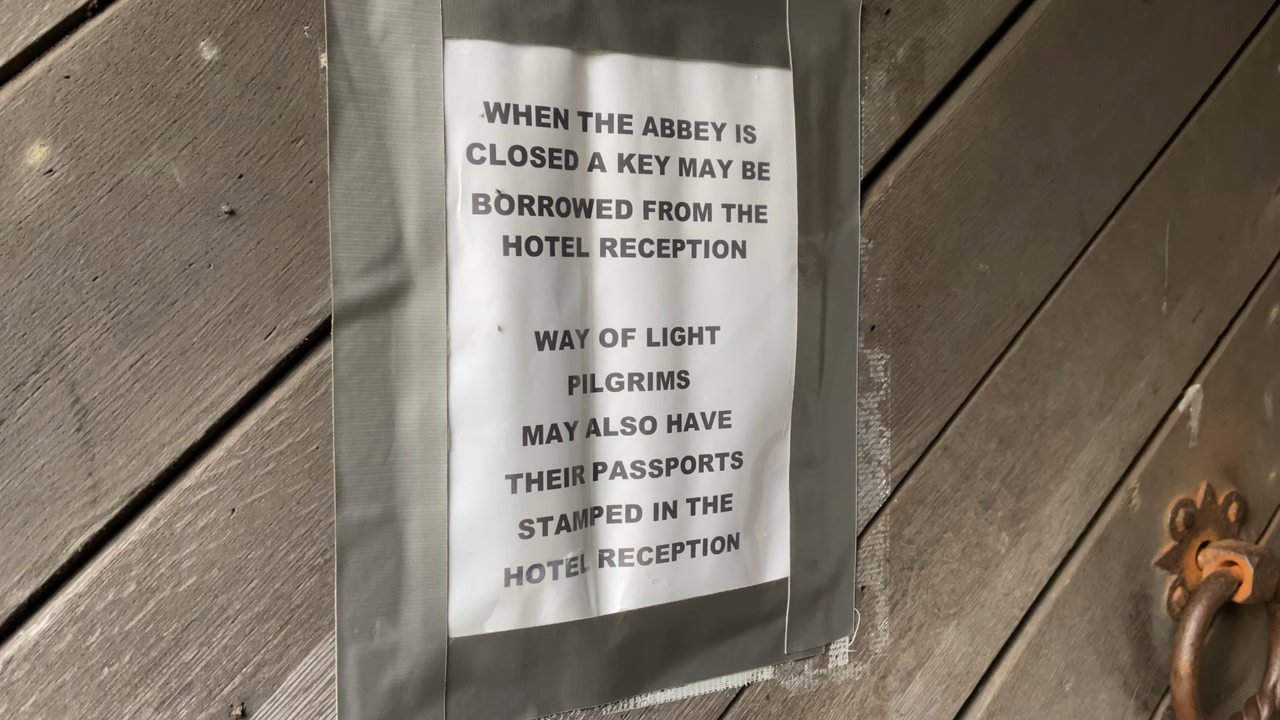 WHEN THE ABBEY IS
CLOSED A KEY MAY BE
BORROWED FROM THE
HOTEL RECEPTION
WAY OF LIGHT
PILGRIMS
MAY ALSO HAVE
THEIR PASSPORTS
STAMPED IN THE
HOTEL RECEPTION